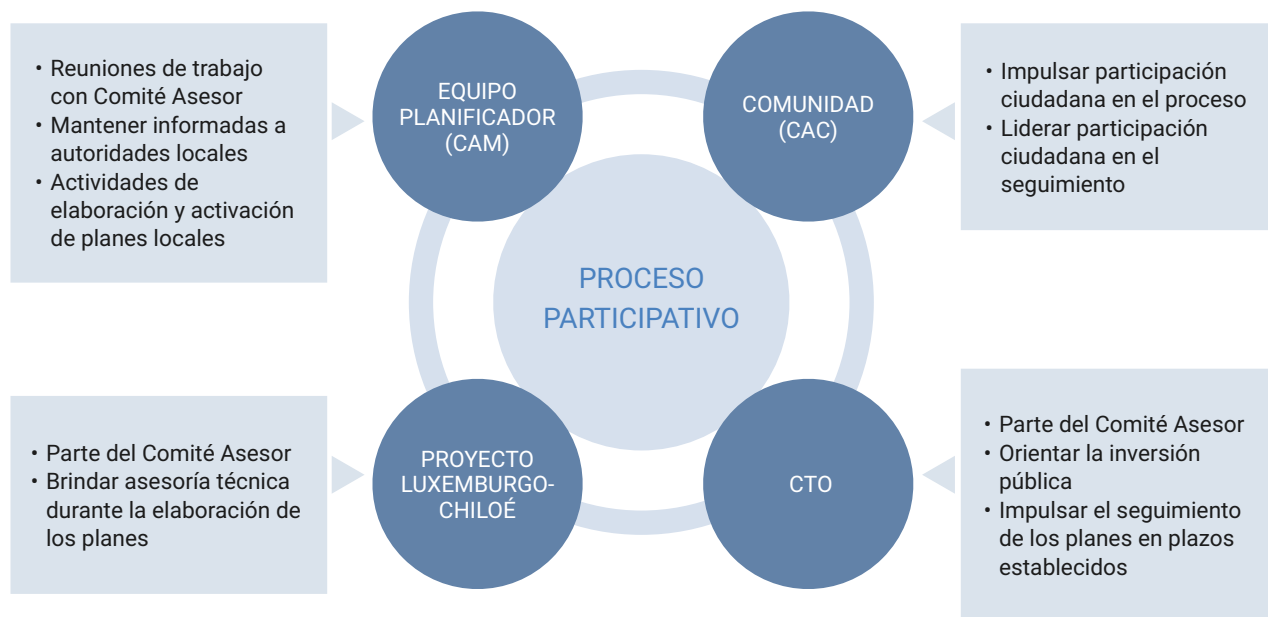 • Reuniones de trabajo
con Comité Asesor
• Mantener informadas a
autoridades locales
• Actividades de
elaboración y activación
de planes locales
EQUIPO
PLANIFICADOR
(CAM)
COMUNIDAD
(CAC)
• Impulsar participación
ciudadana en el proceso
• Liderar participación
ciudadana en el
seguimiento
PROCESO
PARTICIPATIVO
• Parte del Comité Asesor
• Brindar asesoría técnica
durante la elaboración de
los planes
PROYECTO
LUXEMBURGO-
CHILOÉ
CTO
• Parte del Comité Asesor
• Orientar la inversión
pública
• Impulsar el seguimiento
de los planes en plazos
establecidos